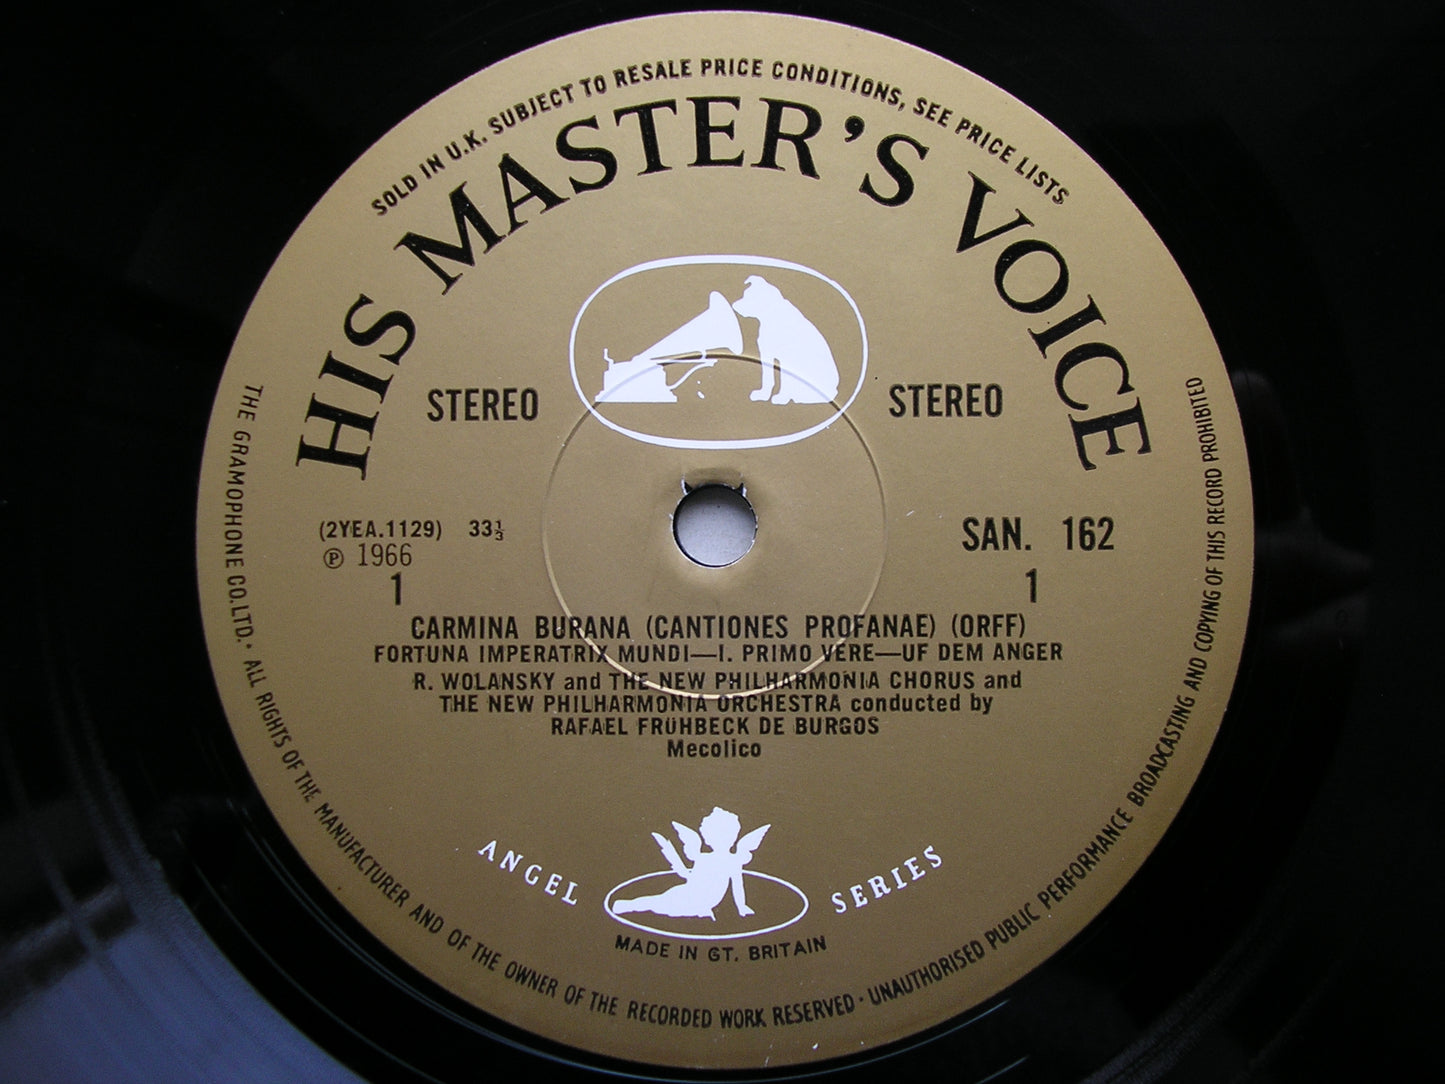 SOLD IN U.K. SUBJECT TO RESALE PRICE CONDITIONS, SEE PRICE LISTS
HIS MASTER'S VOICE
STEREO STEREO
(2YEA.1129) 33⅓ SAN. 162
℗ 1966
1 1
CARMINA BURANA (CANTIONES PROFANAE) (ORFF)
FORTUNA IMPERATRIX MUNDI—I. PRIMO VERE—UF DEM ANGER
R. WOLANSKY and THE NEW PHILHARMONIA CHORUS and
THE NEW PHILHARMONIA ORCHESTRA conducted by
RAFAEL FRÜHBECK DE BURGOS
Mecolico
ANGEL SERIES
MADE IN GT. BRITAIN
THE GRAMOPHONE CO.LTD. · ALL RIGHTS OF THE MANUFACTURER AND OF THE OWNER OF THE RECORDED WORK RESERVED · UNAUTHORISED PUBLIC PERFORMANCE BROADCASTING AND COPYING OF THIS RECORD PROHIBITED